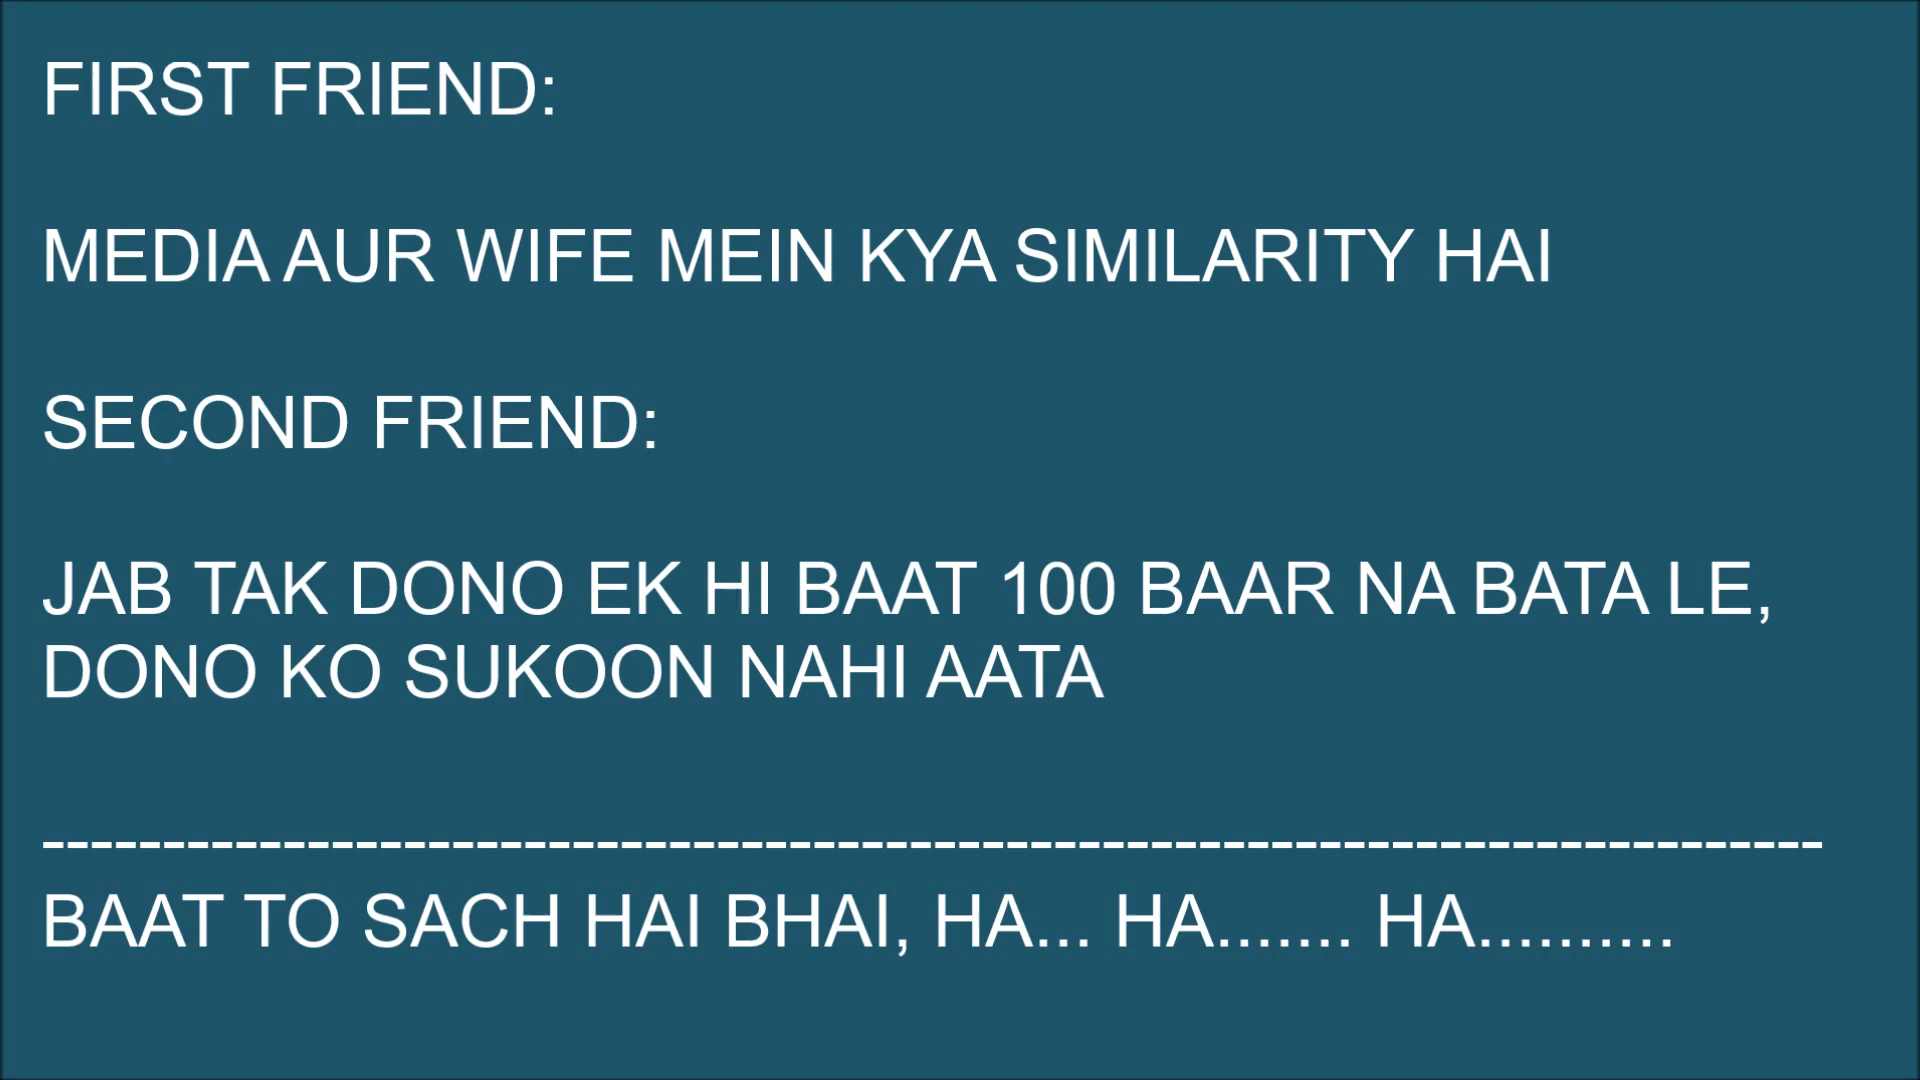 FIRST FRIEND:
MEDIA AUR WIFE MEIN KYA SIMILARITY HAI
SECOND FRIEND:
JAB TAK DONO EK HI BAAT 100 BAAR NA BATA LE,
DONO KO SUKOON NAHI AATA
--------------------------------------------------------------------------
BAAT TO SACH HAI BHAI, HA... HA....... HA..........